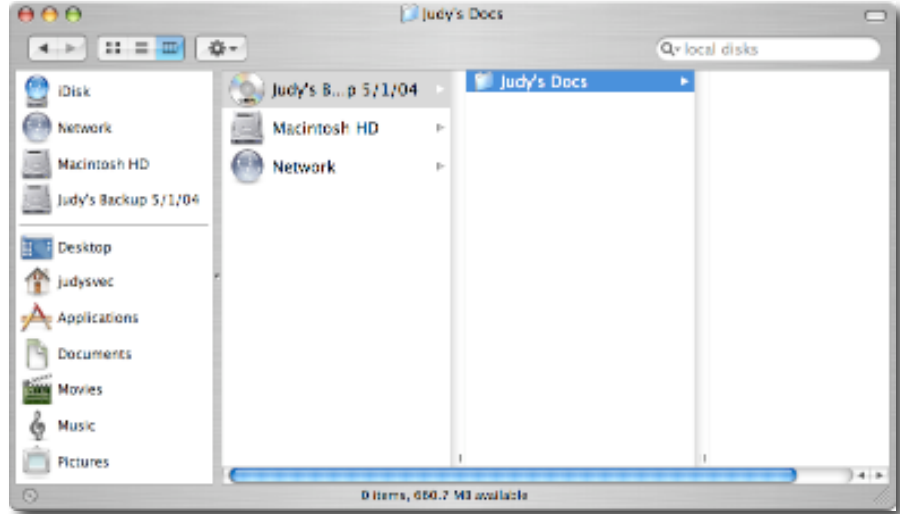 Judy's Docs
local disks
iDisk
Network
Macintosh HD
Judy's Backup 5/1/04
Desktop
judysvec
Applications
Documents
Movies
Music
Pictures
Judy's B...p 5/1/04
Macintosh HD
Network
Judy's Docs
0 items, 660.7 MB available